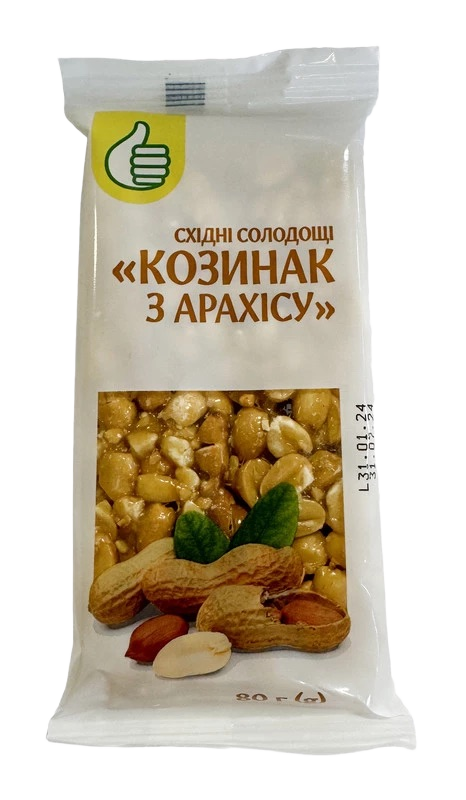 СХІДНІ СОЛОДОЩІ
«КОЗИНАК
З АРАХІСУ»
L31.01.24
80 г (g)